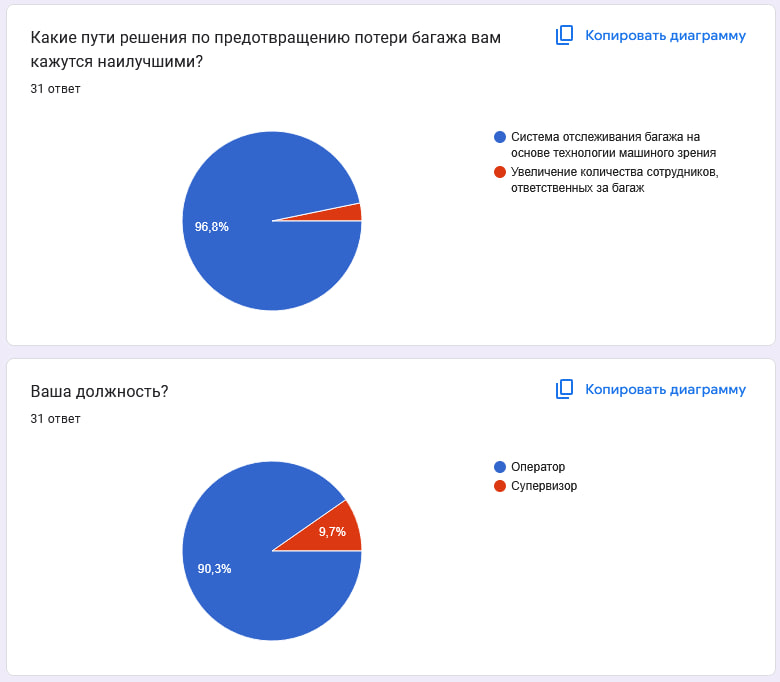 Какие пути решения по предотвращению потери багажа вам
кажутся наилучшими?
Копировать диаграмму
31 ответ
Система отслеживания багажа на
основе технологии машиного зрения
Увеличение количества сотрудников,
ответственных за багаж
96,8%
Ваша должность?
Копировать диаграмму
31 ответ
Оператор
Супервизор
9,7%
90,3%